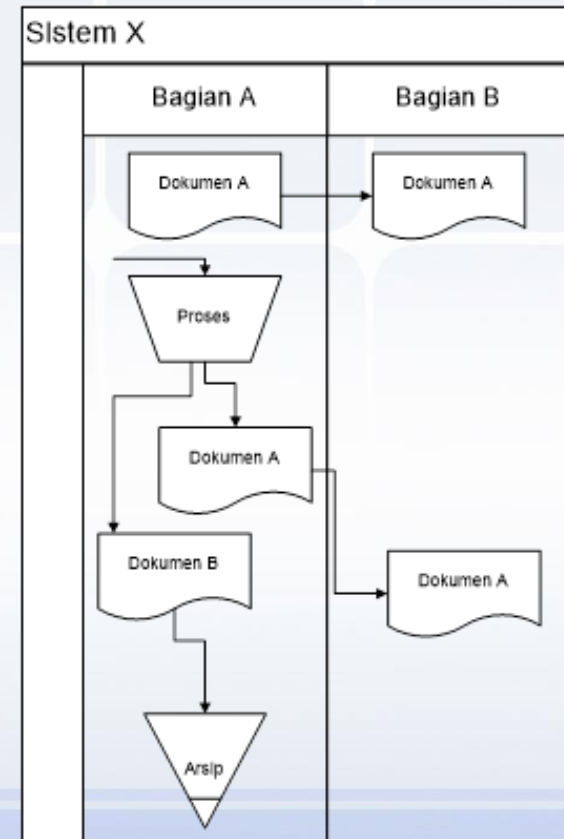 SIstem X
Bagian A
Bagian B
Dokumen A
Dokumen A
Proses
Dokumen A
Dokumen B
Dokumen A
Arsip